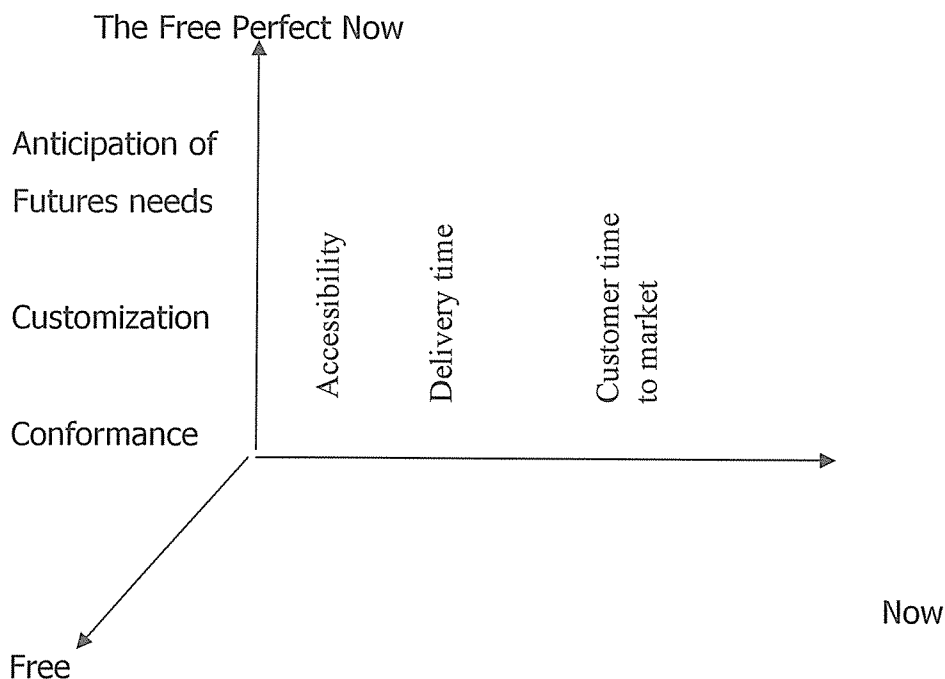 The Free Perfect Now
Anticipation of
Futures needs
Customization
Conformance
Accessibility
Delivery time
Customer time
to market
Now
Free